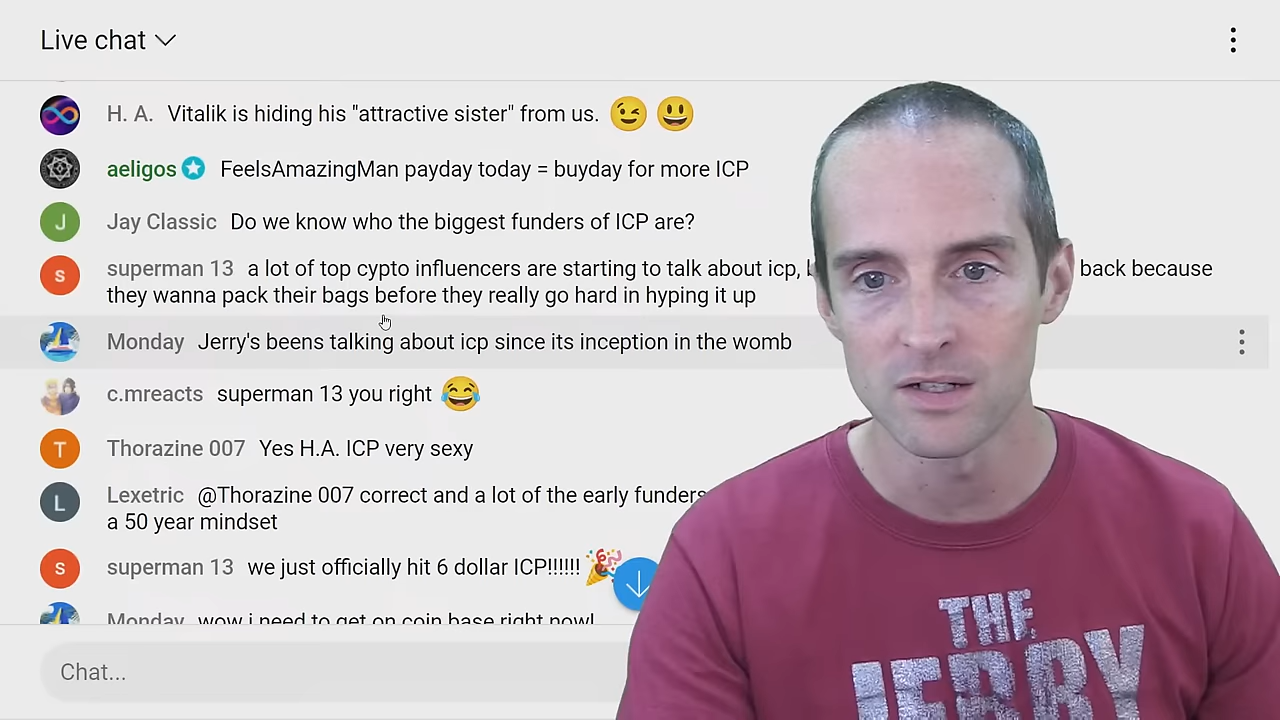 Live chat
H. A. Vitalik is hiding his "attractive sister" from us. 😉 😃
aeligos FeelsAmazingMan payday today = buyday for more ICP
J Jay Classic Do we know who the biggest funders of ICP are?
s superman 13 a lot of top cypto influencers are starting to talk about icp, back because
they wanna pack their bags before they really go hard in hyping it up
Monday Jerry's beens talking about icp since its inception in the womb
c.mreacts superman 13 you right 😂
T Thorazine 007 Yes H.A. ICP very sexy
L Lexetric @Thorazine 007 correct and a lot of the early funders
a 50 year mindset
s superman 13 we just officially hit 6 dollar ICP!!!!!! 🎉
Monday wow i need to get on coin base right now!
Chat...
THE
JERRY